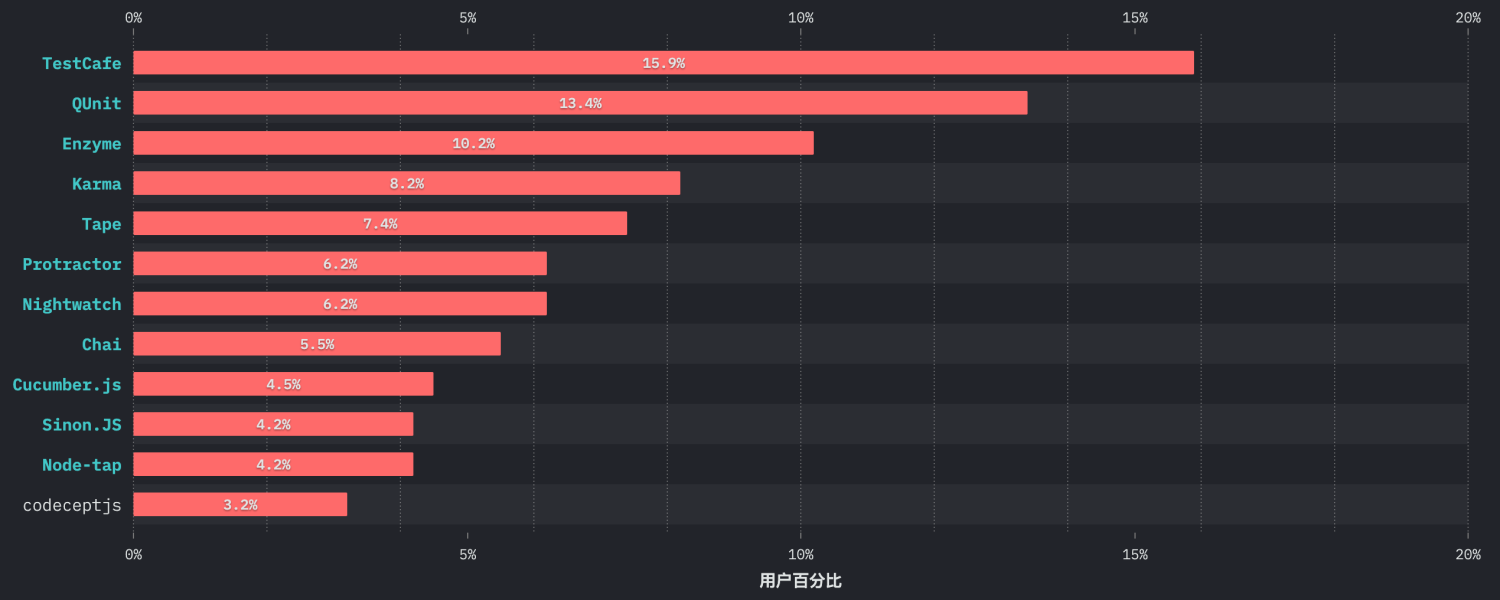 0% 5% 10% 15% 20%
TestCafe 15.9%
QUnit 13.4%
Enzyme 10.2%
Karma 8.2%
Tape 7.4%
Protractor 6.2%
Nightwatch 6.2%
Chai 5.5%
Cucumber.js 4.5%
Sinon.JS 4.2%
Node-tap 4.2%
codeceptjs 3.2%
0% 5% 10% 15% 20%
用户百分比